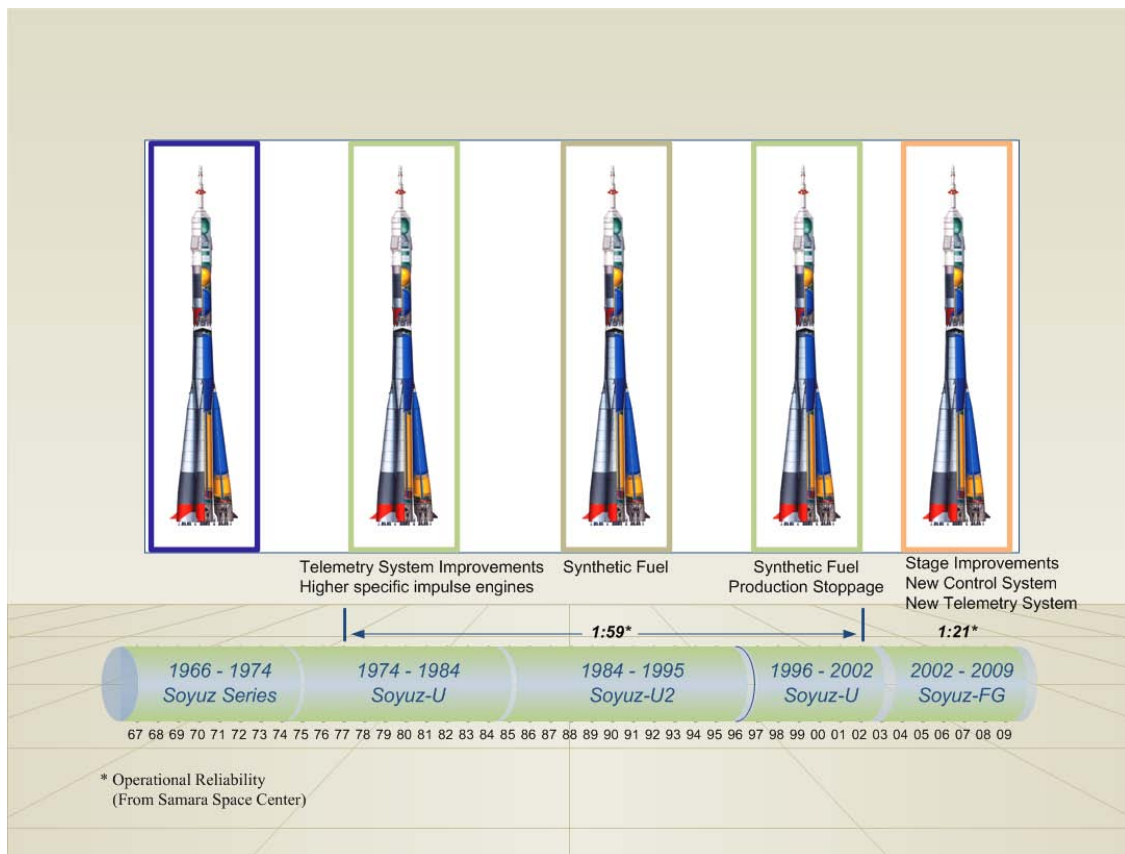 Telemetry System Improvements
Higher specific impulse engines
Synthetic Fuel
Synthetic Fuel
Production Stoppage
Stage Improvements
New Control System
New Telemetry System
1:59*
1:21*
1966 - 1974
Soyuz Series
1974 - 1984
Soyuz-U
1984 - 1995
Soyuz-U2
1996 - 2002
Soyuz-U
2002 - 2009
Soyuz-FG
67 68 69 70 71 72 73 74 75 76 77 78 79 80 81 82 83 84 85 86 87 88 89 90 91 92 93 94 95 96 97 98 99 00 01 02 03 04 05 06 07 08 09
* Operational Reliability
(From Samara Space Center)